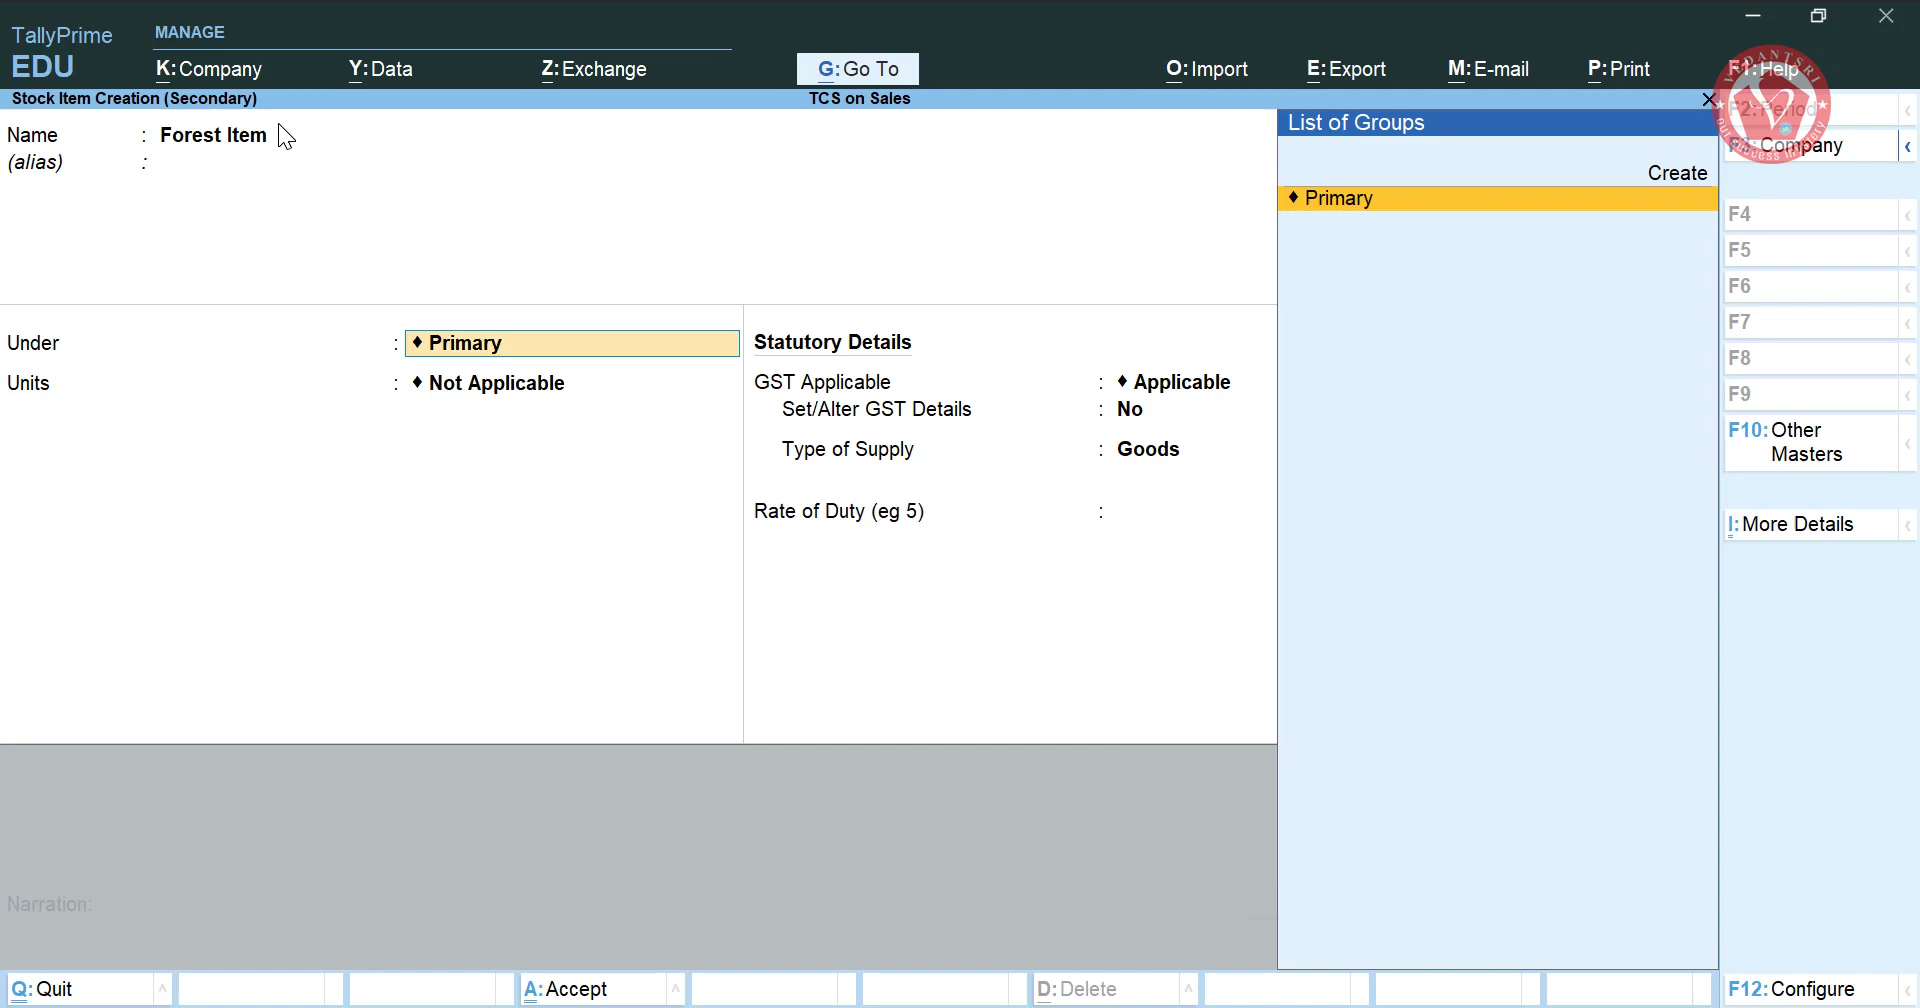 TallyPrime
EDU
MANAGE
K:Company
Y:Data
Z:Exchange
G:Go To
O:Import
E:Export
M:E-mail
P:Print
F1:Help
Stock Item Creation (Secondary)
TCS on Sales
Name : Forest Item
(alias) :
Under : ♦ Primary
Units : ♦ Not Applicable
Statutory Details
GST Applicable : ♦ Applicable
Set/Alter GST Details : No
Type of Supply : Goods
Rate of Duty (eg 5) :
Narration:
List of Groups
Create
♦ Primary
F2:Period
Company
F4
F5
F6
F7
F8
F9
F10:Other
Masters
I:More Details
F12:Configure
Q:Quit
A:Accept
D:Delete
VEDANTSRI